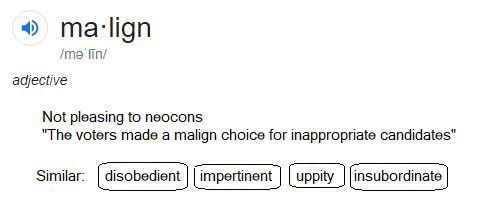 ma·lign
/məˈlīn/
adjective
Not pleasing to neocons
"The voters made a malign choice for inappropriate candidates"
Similar: disobedient impertinent uppity insubordinate